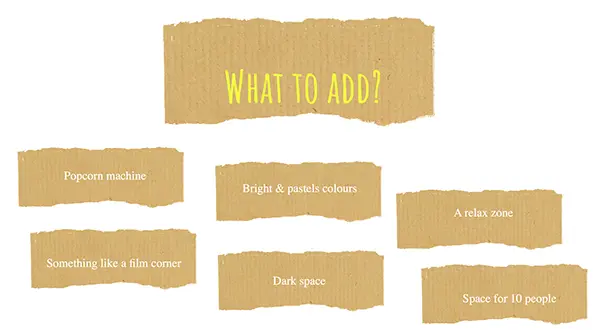 What to add?
Popcorn machine
Bright & pastels colours
A relax zone
Something like a film corner
Dark space
Space for 10 people